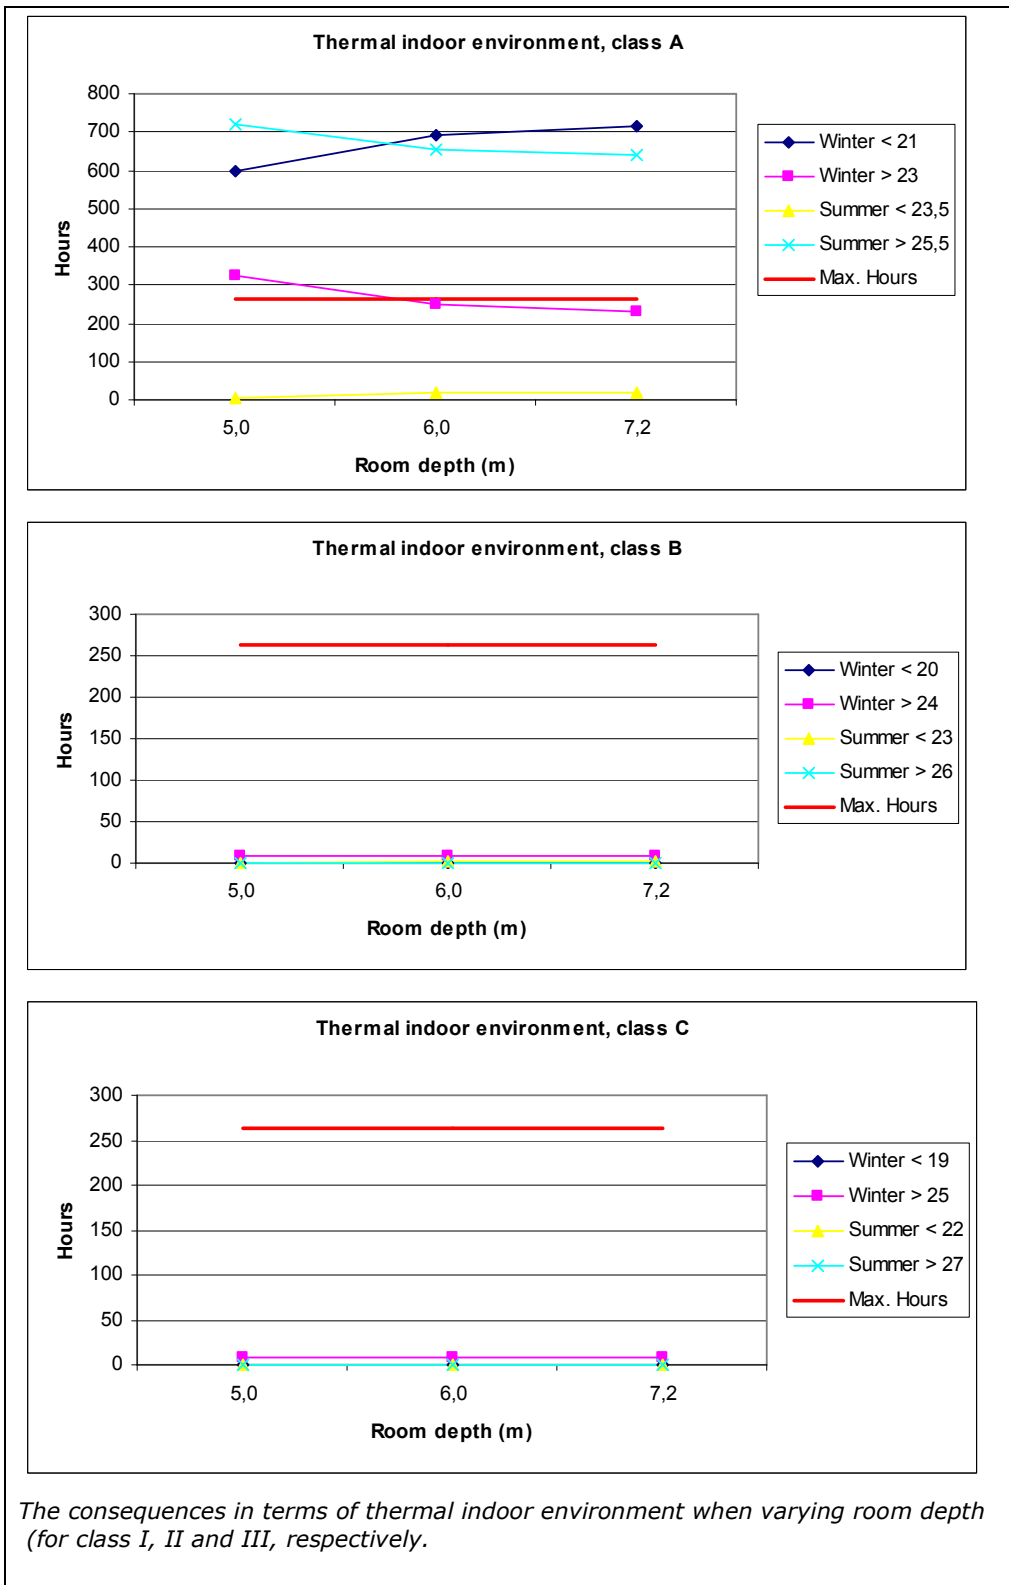 Thermal indoor environment, class A
800
700
600
500
400
300
200
100
0
Hours
5,0 6,0 7,2
Room depth (m)
Winter < 21
Winter > 23
Summer < 23,5
Summer > 25,5
Max. Hours
Thermal indoor environment, class B
300
250
200
150
100
50
0
Hours
5,0 6,0 7,2
Room depth (m)
Winter < 20
Winter > 24
Summer < 23
Summer > 26
Max. Hours
Thermal indoor environment, class C
300
250
200
150
100
50
0
Hours
5,0 6,0 7,2
Room depth (m)
Winter < 19
Winter > 25
Summer < 22
Summer > 27
Max. Hours
The consequences in terms of thermal indoor environment when varying room depth
(for class I, II and III, respectively.